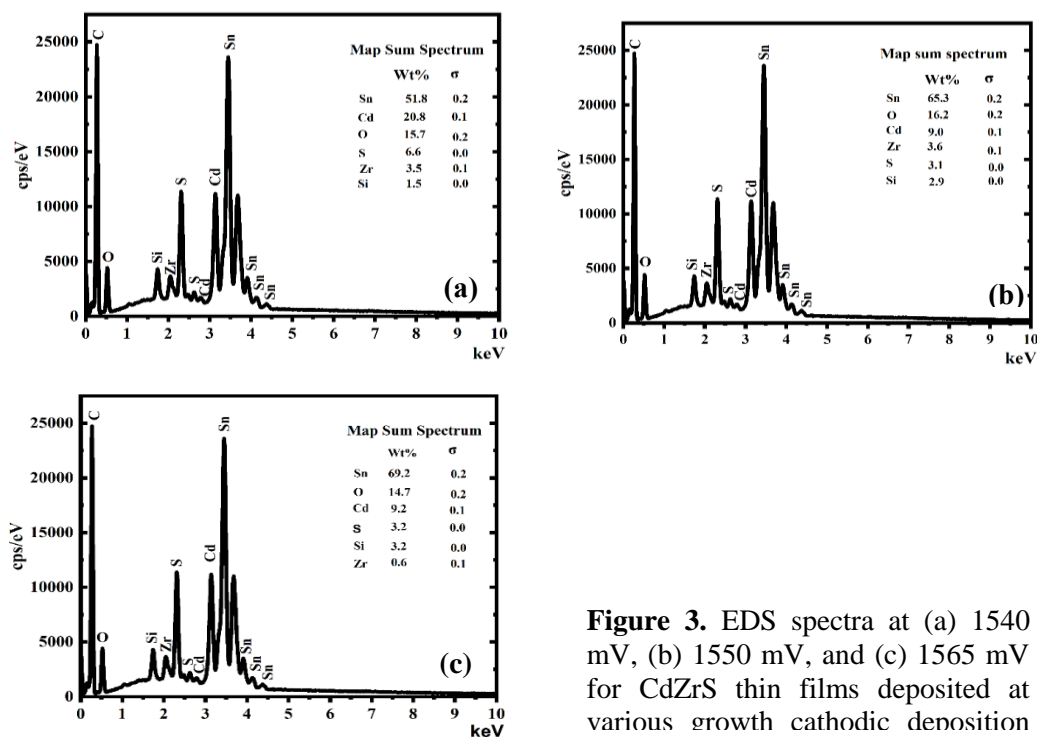 C
Sn
25000
20000
15000
10000
5000
0
cps/eV
Map Sum Spectrum
Wt% σ
Sn 51.8 0.2
Cd 20.8 0.1
O 15.7 0.2
S 6.6 0.0
Zr 3.5 0.1
Si 1.5 0.0
O
Si
Zr
S
S
Cd
Cd
Sn
Sn
Sn
(a)
0 1 2 3 4 5 6 7 8 9 10
keV
C
Sn
25000
20000
15000
10000
5000
0
cps/eV
Map sum spectrum
Wt% σ
Sn 65.3 0.2
O 16.2 0.2
Cd 9.0 0.1
Zr 3.6 0.1
S 3.1 0.0
Si 2.9 0.0
O
Si
Zr
S
S
Cd
Cd
Sn
Sn
Sn
(b)
0 1 2 3 4 5 6 7 8 9 10
keV
C
Sn
25000
20000
15000
10000
5000
0
cps/eV
Map Sum Spectrum
Wt% σ
Sn 69.2 0.2
O 14.7 0.2
Cd 9.2 0.1
S 3.2 0.0
Si 3.2 0.0
Zr 0.6 0.1
O
Si
Zr
S
S
Cd
Cd
Sn
Sn
Sn
(c)
0 1 2 3 4 5 6 7 8 9 10
keV
Figure 3. EDS spectra at (a) 1540
mV, (b) 1550 mV, and (c) 1565 mV
for CdZrS thin films deposited at
various growth cathodic deposition